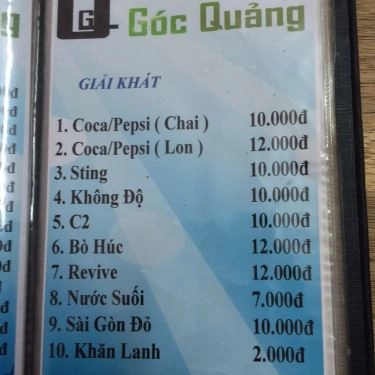 G Góc Quảng
GIẢI KHÁT
1. Coca/Pepsi ( Chai ) 10.000đ
2. Coca/Pepsi ( Lon ) 12.000đ
3. Sting 10.000đ
4. Không Độ 10.000đ
5. C2 10.000đ
6. Bò Húc 12.000đ
7. Revive 12.000đ
8. Nước Suối 7.000đ
9. Sài Gòn Đỏ 10.000đ
10. Khăn Lanh 2.000đ